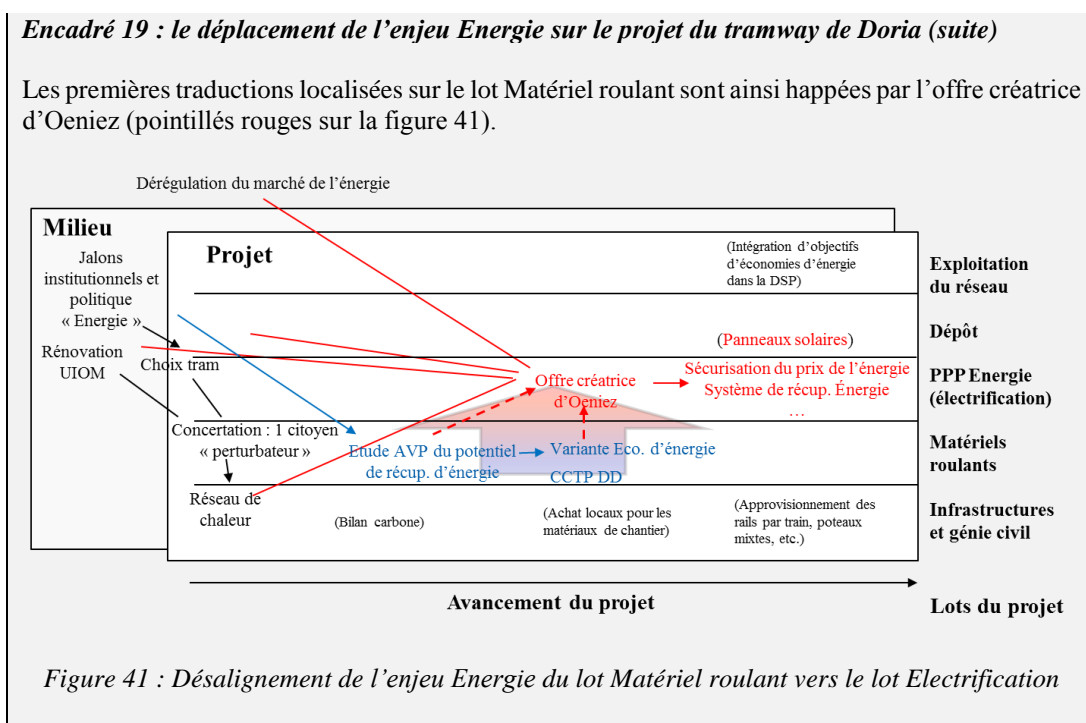 Encadré 19 : le déplacement de l’enjeu Energie sur le projet du tramway de Doria (suite)
Les premières traductions localisées sur le lot Matériel roulant sont ainsi happées par l’offre créatrice
d’Oeniez (pointillés rouges sur la figure 41).
Dérégulation du marché de l’énergie
Milieu
Jalons
institutionnels et
politique
« Energie »
Rénovation
UIOM
Projet
(Intégration d’objectifs
d’économies d’énergie
dans la DSP)
Exploitation
du réseau
(Panneaux solaires)
Dépôt
Choix tram
Offre créatrice
d’Oeniez
Sécurisation du prix de l’énergie
Système de récup. Énergie
…
PPP Energie
(électrification)
Concertation : 1 citoyen
« perturbateur »
Etude AVP du potentiel
de récup. d’énergie
Variante Eco. d’énergie
CCTP DD
Matériels
roulants
Réseau de
chaleur
(Bilan carbone)
(Achat locaux pour les
matériaux de chantier)
(Approvisionnement des
rails par train, poteaux
mixtes, etc.)
Infrastructures
et génie civil
Avancement du projet
Lots du projet
Figure 41 : Désalignement de l’enjeu Energie du lot Matériel roulant vers le lot Electrification